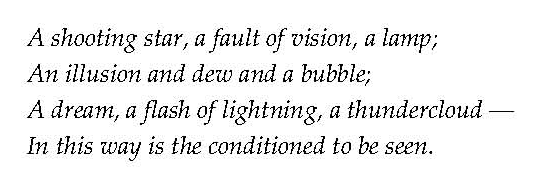 A shooting star, a fault of vision, a lamp;
An illusion and dew and a bubble;
A dream, a flash of lightning, a thundercloud —
In this way is the conditioned to be seen.